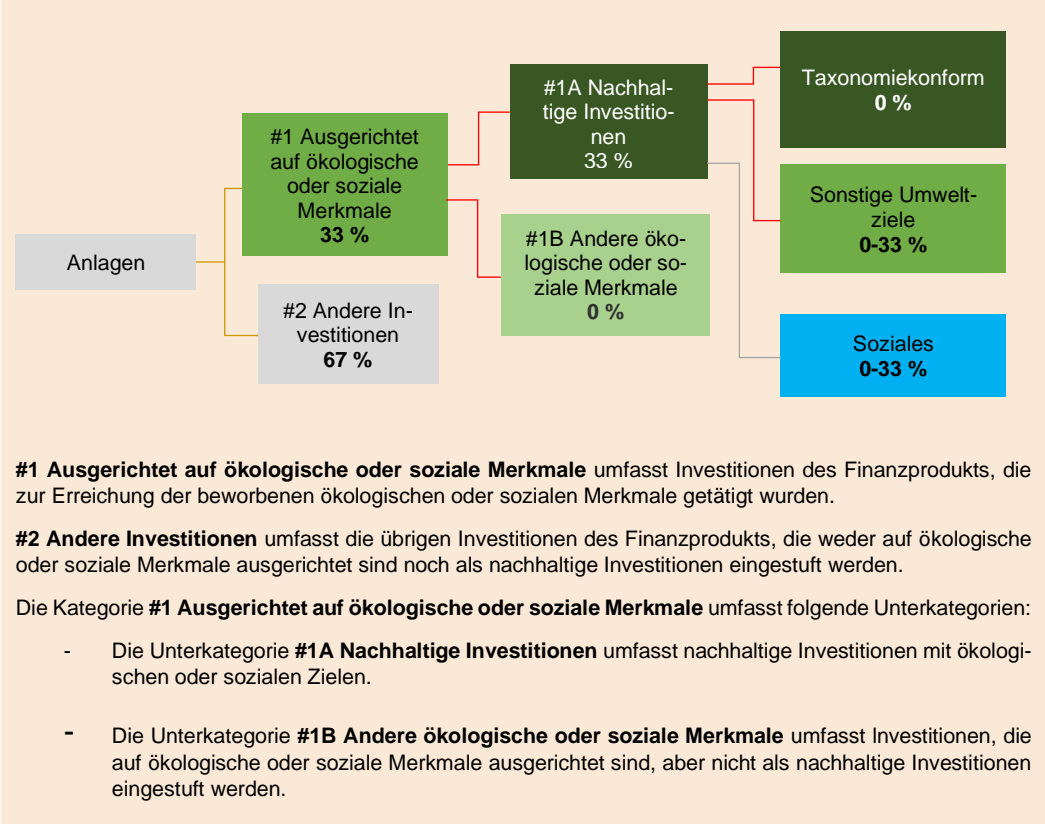 Anlagen
#1 Ausgerichtet
auf ökologische
oder soziale
Merkmale
33 %
#2 Andere In-
vestitionen
67 %
#1A Nachhal-
tige Investitio-
nen
33 %
#1B Andere öko-
logische oder so-
ziale Merkmale
0 %
Taxonomiekonform
0 %
Sonstige Umwelt-
ziele
0-33 %
Soziales
0-33 %
#1 Ausgerichtet auf ökologische oder soziale Merkmale umfasst Investitionen des Finanzprodukts, die
zur Erreichung der beworbenen ökologischen oder sozialen Merkmale getätigt wurden.
#2 Andere Investitionen umfasst die übrigen Investitionen des Finanzprodukts, die weder auf ökologische
oder soziale Merkmale ausgerichtet sind noch als nachhaltige Investitionen eingestuft werden.
Die Kategorie #1 Ausgerichtet auf ökologische oder soziale Merkmale umfasst folgende Unterkategorien:
- Die Unterkategorie #1A Nachhaltige Investitionen umfasst nachhaltige Investitionen mit ökologi-
schen oder sozialen Zielen.
- Die Unterkategorie #1B Andere ökologische oder soziale Merkmale umfasst Investitionen, die
auf ökologische oder soziale Merkmale ausgerichtet sind, aber nicht als nachhaltige Investitionen
eingestuft werden.